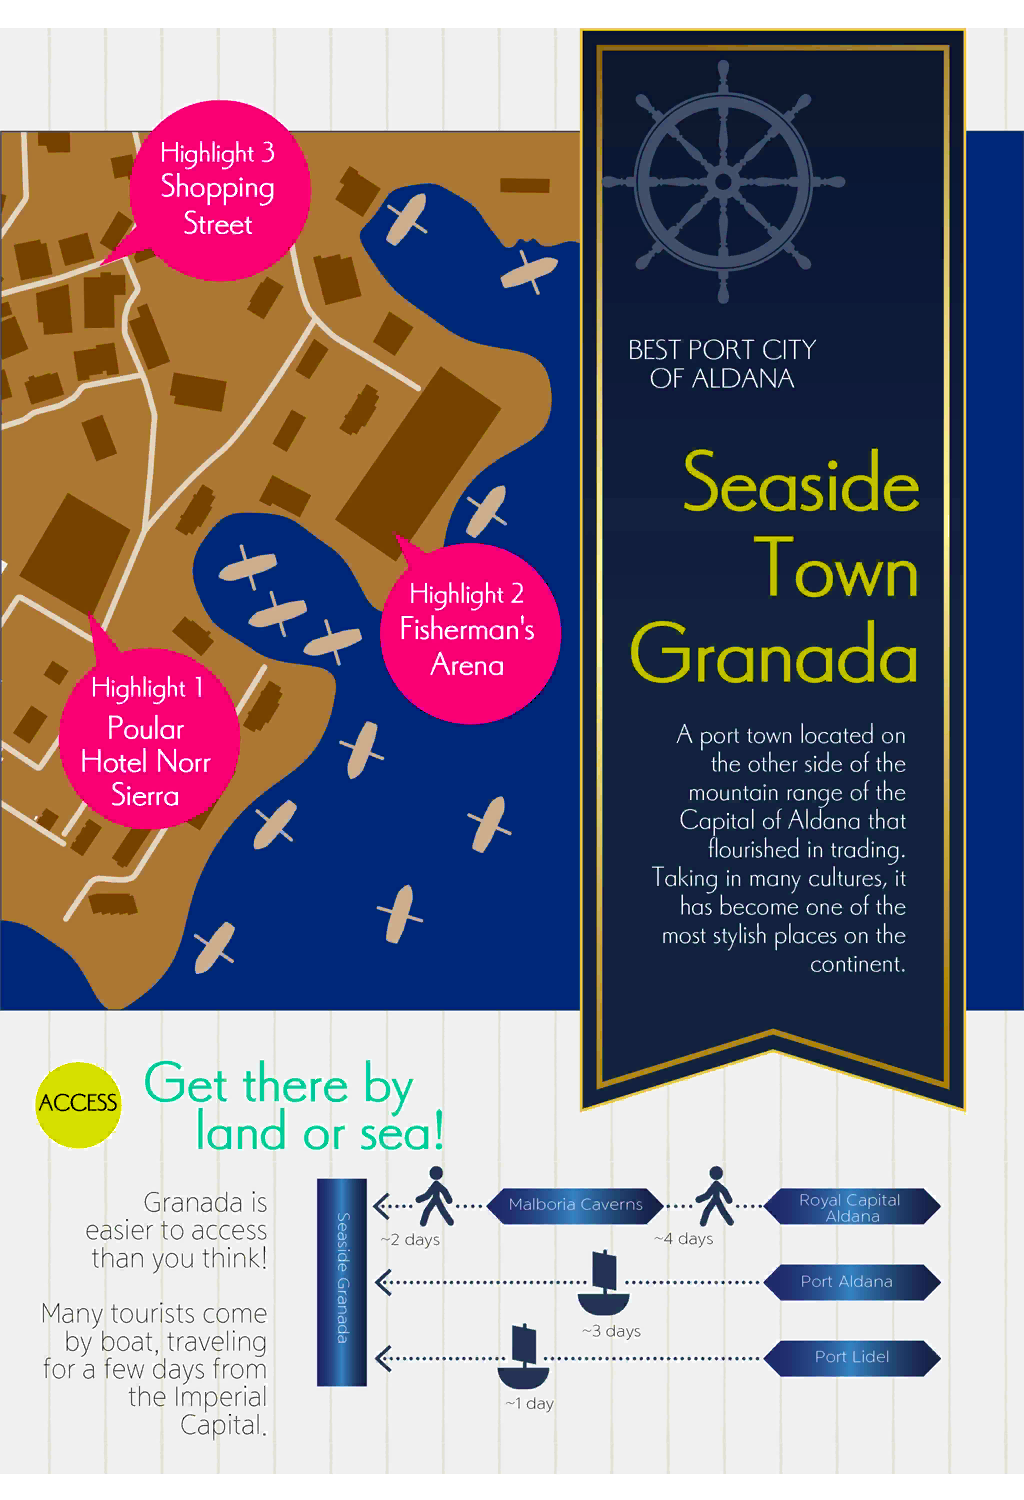 Highlight 3
Shopping
Street
BEST PORT CITY
OF ALDANA
Seaside
Town
Granada
A port town located on
the other side of the
mountain range of the
Capital of Aldana that
flourished in trading.
Taking in many cultures, it
has become one of the
most stylish places on the
continent.
Highlight 2
Fisherman's
Arena
Highlight 1
Poular
Hotel Norr
Sierra
ACCESS
Get there by
land or sea!
Granada is
easier to access
than you think!
Many tourists come
by boat, traveling
for a few days from
the Imperial
Capital.
Seaside Granada
~2 days
Malboria Caverns
~4 days
Royal Capital
Aldana
~3 days
Port Aldana
~1 day
Port Lidel